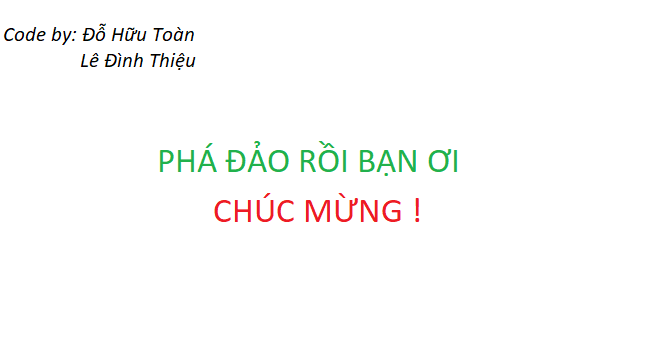 Code by: Đỗ Hữu Toàn
Lê Đình Thiệu
PHÁ ĐẢO RỒI BẠN ƠI
CHÚC MỪNG !